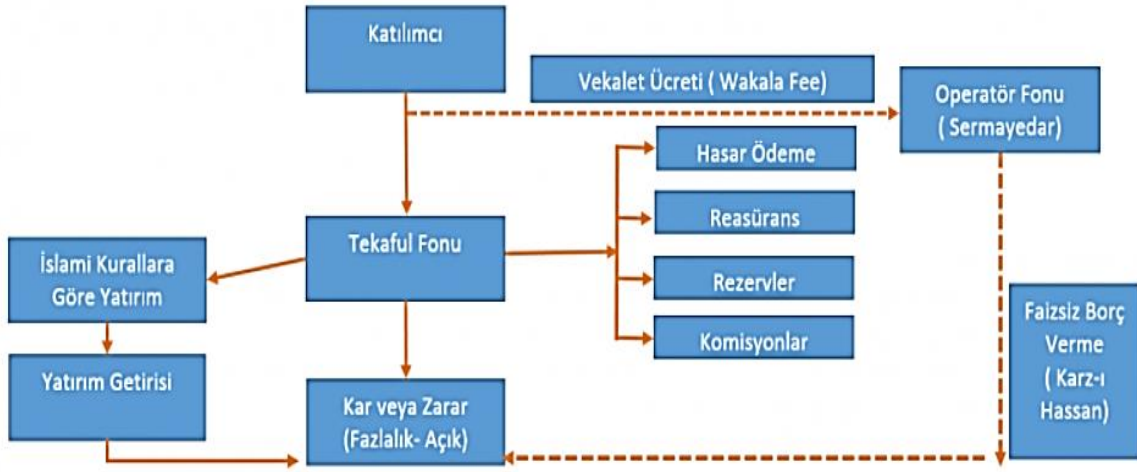 Katılımcı
Vekalet Ücreti ( Wakala Fee)
Operatör Fonu
( Sermayedar)
Hasar Ödeme
Reasürans
Tekaful Fonu
İslami Kurallara
Göre Yatırım
Rezervler
Komisyonlar
Faizsiz Borç
Verme
( Karz-ı
Hassan)
Yatırım Getirisi
Kar veya Zarar
(Fazlalık- Açık)